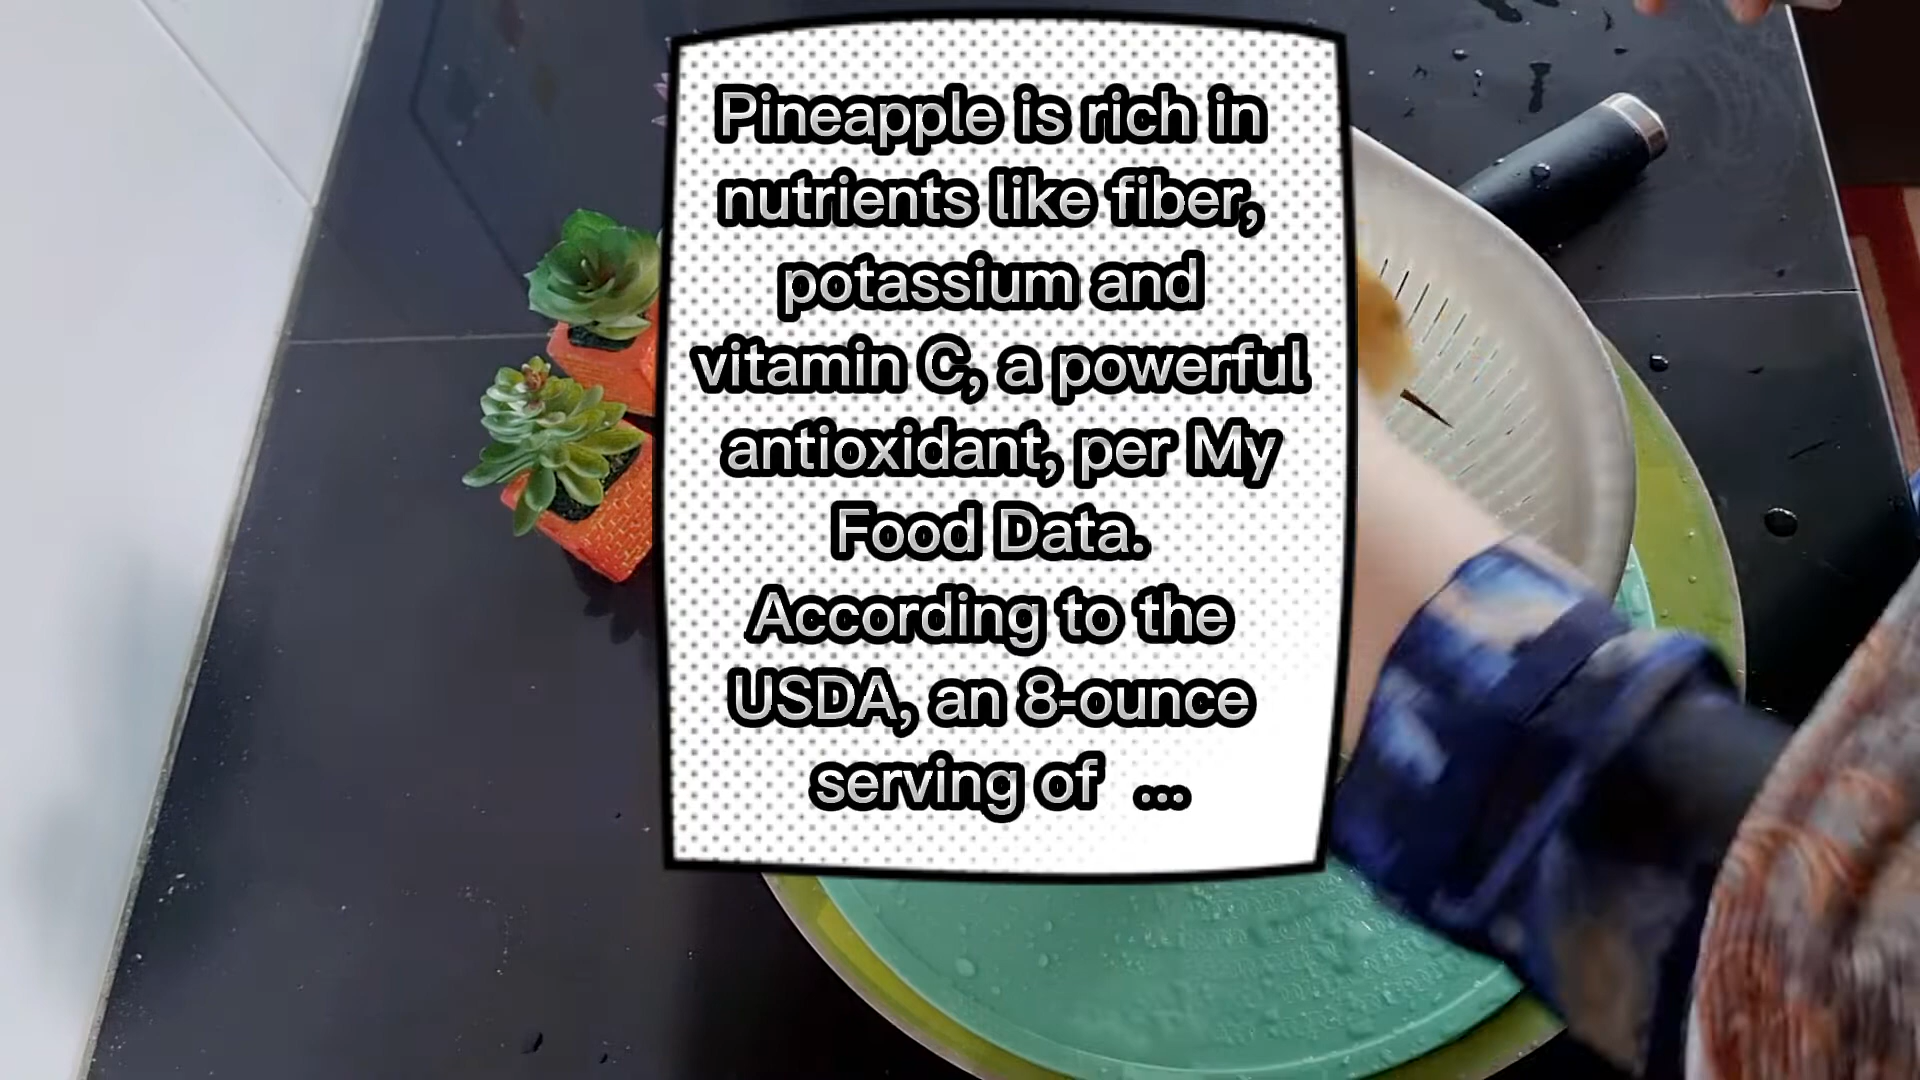 Pineapple is rich in
nutrients like fiber,
potassium and
vitamin C, a powerful
antioxidant, per My
Food Data.
According to the
USDA, an 8-ounce
serving of ...